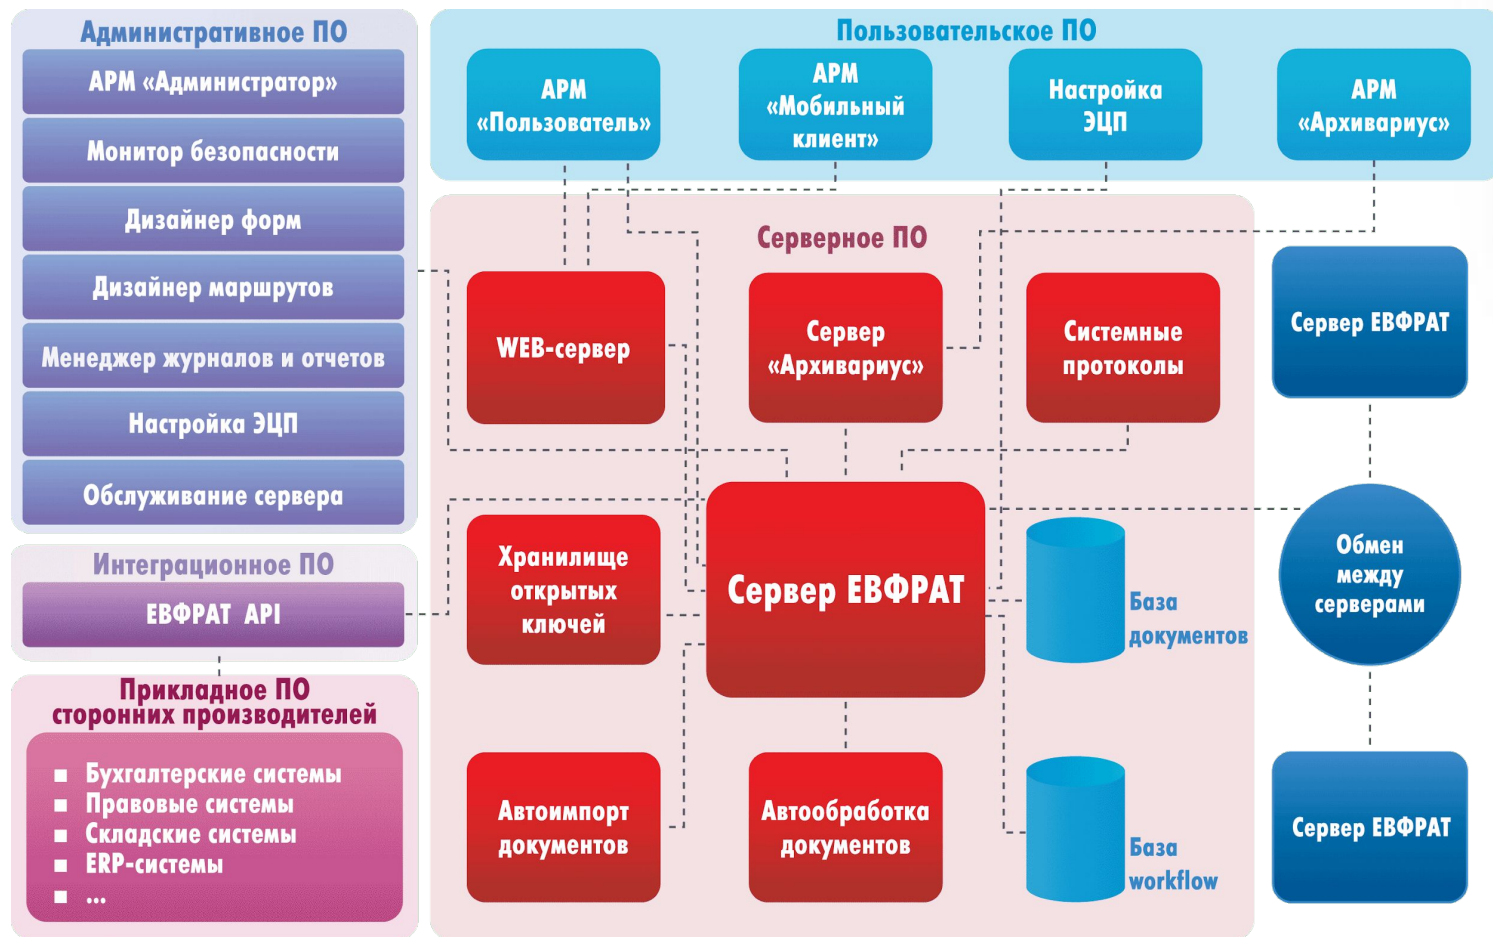 Административное ПО
АРМ «Администратор»
Монитор безопасности
Дизайнер форм
Дизайнер маршрутов
Менеджер журналов и отчетов
Настройка ЭЦП
Обслуживание сервера
Интеграционное ПО
ЕВФРАТ API
Прикладное ПО
сторонних производителей
Бухгалтерские системы
Правовые системы
Складские системы
ERP-системы
...
Пользовательское ПО
АРМ
«Пользователь»
АРМ
«Мобильный
клиент»
Настройка
ЭЦП
АРМ
«Архивариус»
Серверное ПО
WEB-сервер
Сервер
«Архивариус»
Системные
протоколы
Хранилище
открытых
ключей
Сервер ЕВФРАТ
База
документов
Автоимпорт
документов
Автообработка
документов
База
workflow
Сервер ЕВФРАТ
Обмен
между
серверами
Сервер ЕВФРАТ